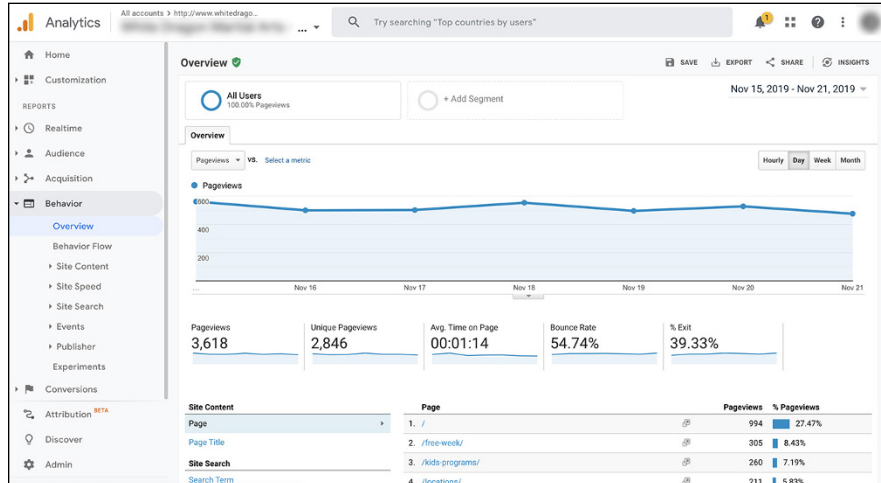 All accounts > http://www.whitedrago...
Analytics
...
Try searching "Top countries by users"
1
Home
Customization
REPORTS
Realtime
Audience
Acquisition
Behavior
Overview
Behavior Flow
Site Content
Site Speed
Site Search
Events
Publisher
Experiments
Conversions
Attribution BETA
Discover
Admin
Overview
SAVE
EXPORT
SHARE
INSIGHTS
All Users
100.00% Pageviews
+ Add Segment
Nov 15, 2019 - Nov 21, 2019
Overview
Pageviews VS. Select a metric
Hourly Day Week Month
Pageviews
600
400
200
... Nov 16 Nov 17 Nov 18 Nov 19 Nov 20 Nov 21
Pageviews Unique Pageviews Avg. Time on Page Bounce Rate % Exit
3,618 2,846 00:01:14 54.74% 39.33%
Site Content Page Pageviews % Pageviews
Page 1. / 994 27.47%
Page Title 2. /free-week/ 305 8.43%
Site Search 3. /kids-programs/ 260 7.19%
Search Term 4. /locations/ 211 5.83%